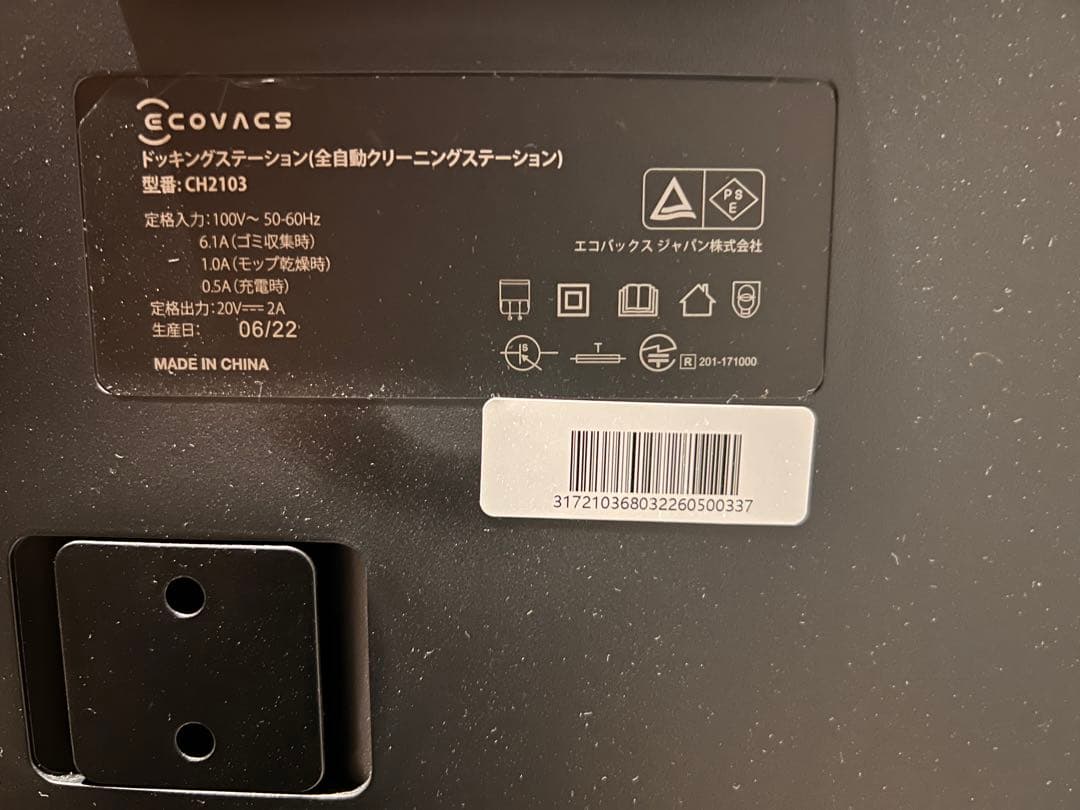 ECOVACS
ドッキングステーション(全自動クリーニングステーション)
型番: CH2103
定格入力: 100V～ 50-60Hz
6.1A (ゴミ収集時)
1.0A (モップ乾燥時)
0.5A (充電時)
定格出力: 20V⎓2A
生産日: 06/22
MADE IN CHINA
PSE
エコバックス ジャパン株式会社
S
T
R 201-171000
317210368032260500337